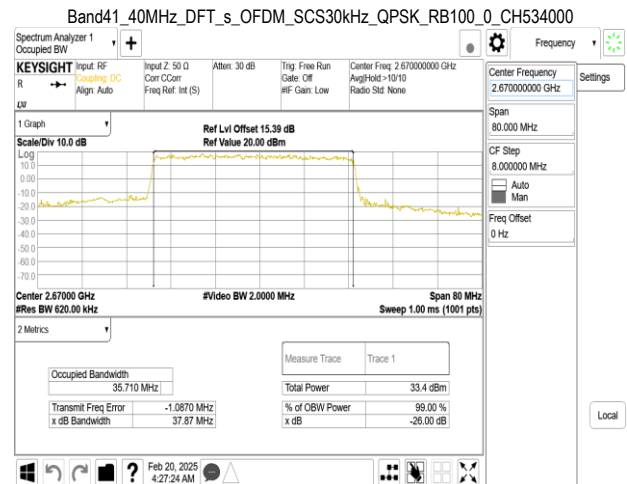 Band41_40MHz_DFT_s_OFDM_SCS30kHz_QPSK_RB100_0_CH534000
Spectrum Analyzer 1
Occupied BW
Frequency
KEYSIGHT
R
Input: RF
Coupling: DC
Align: Auto
Input Z: 50 Ω
Corr CCorr
Freq Ref: Int (S)
Atten: 30 dB
Trig: Free Run
Gate: Off
#IF Gain: Low
Center Freq: 2.670000000 GHz
Avg|Hold:>10/10
Radio Std: None
Center Frequency
2.670000000 GHz
Settings
Span
80.000 MHz
CF Step
8.000000 MHz
Auto
Man
Freq Offset
0 Hz
Local
1 Graph
Ref Lvl Offset 15.39 dB
Scale/Div 10.0 dB
Ref Value 20.00 dBm
Log
10.0
0.00
-10.0
-20.0
-30.0
-40.0
-50.0
-60.0
-70.0
Center 2.67000 GHz
#Video BW 2.0000 MHz
Span 80 MHz
#Res BW 620.00 kHz
Sweep 1.00 ms (1001 pts)
2 Metrics
Measure Trace
Trace 1
Occupied Bandwidth
35.710 MHz
Total Power
33.4 dBm
Transmit Freq Error
-1.0870 MHz
% of OBW Power
99.00 %
x dB Bandwidth
37.87 MHz
x dB
-26.00 dB
?
Feb 20, 2025
4:27:24 AM